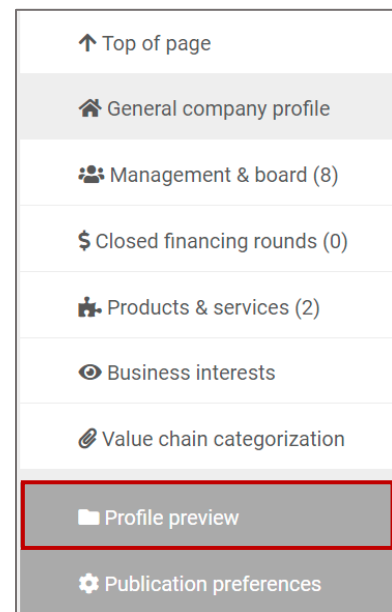 Top of page
General company profile
Management & board (8)
Closed financing rounds (0)
Products & services (2)
Business interests
Value chain categorization
Profile preview
Publication preferences